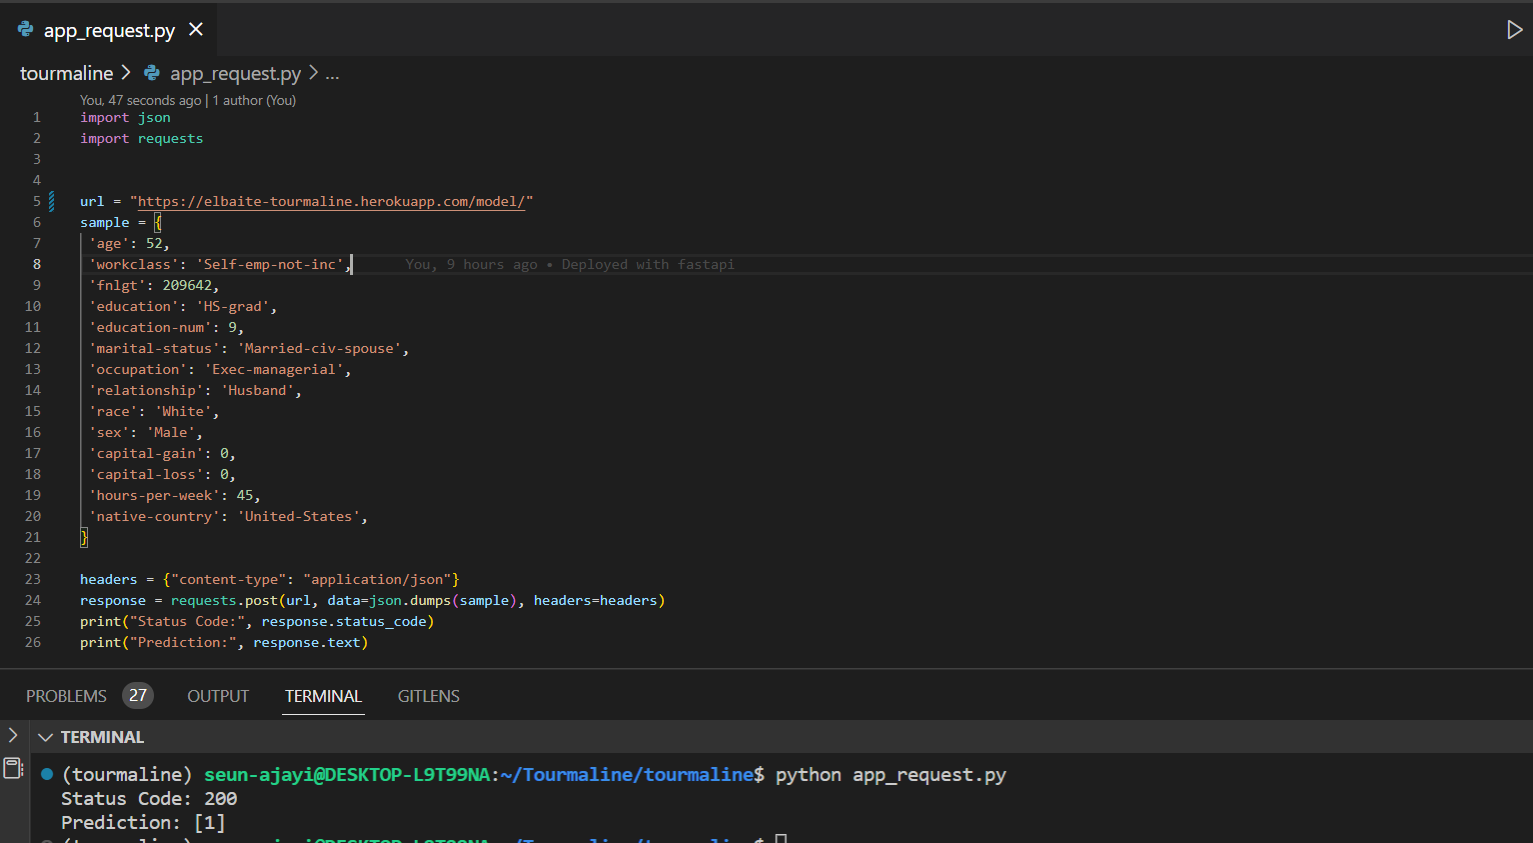 app_request.py
tourmaline > app_request.py > ...
You, 47 seconds ago | 1 author (You)
1 import json
2 import requests
3
4
5 url = "https://elbaite-tourmaline.herokuapp.com/model/"
6 sample = {
7 'age': 52,
8 'workclass': 'Self-emp-not-inc', You, 9 hours ago • Deployed with fastapi
9 'fnlgt': 209642,
10 'education': 'HS-grad',
11 'education-num': 9,
12 'marital-status': 'Married-civ-spouse',
13 'occupation': 'Exec-managerial',
14 'relationship': 'Husband',
15 'race': 'White',
16 'sex': 'Male',
17 'capital-gain': 0,
18 'capital-loss': 0,
19 'hours-per-week': 45,
20 'native-country': 'United-States',
21 }
22
23 headers = {"content-type": "application/json"}
24 response = requests.post(url, data=json.dumps(sample), headers=headers)
25 print("Status Code:", response.status_code)
26 print("Prediction:", response.text)
PROBLEMS 27 OUTPUT TERMINAL GITLENS
TERMINAL
(tourmaline) seun-ajayi@DESKTOP-L9T99NA:~/Tourmaline/tourmaline$ python app_request.py
Status Code: 200
Prediction: [1]